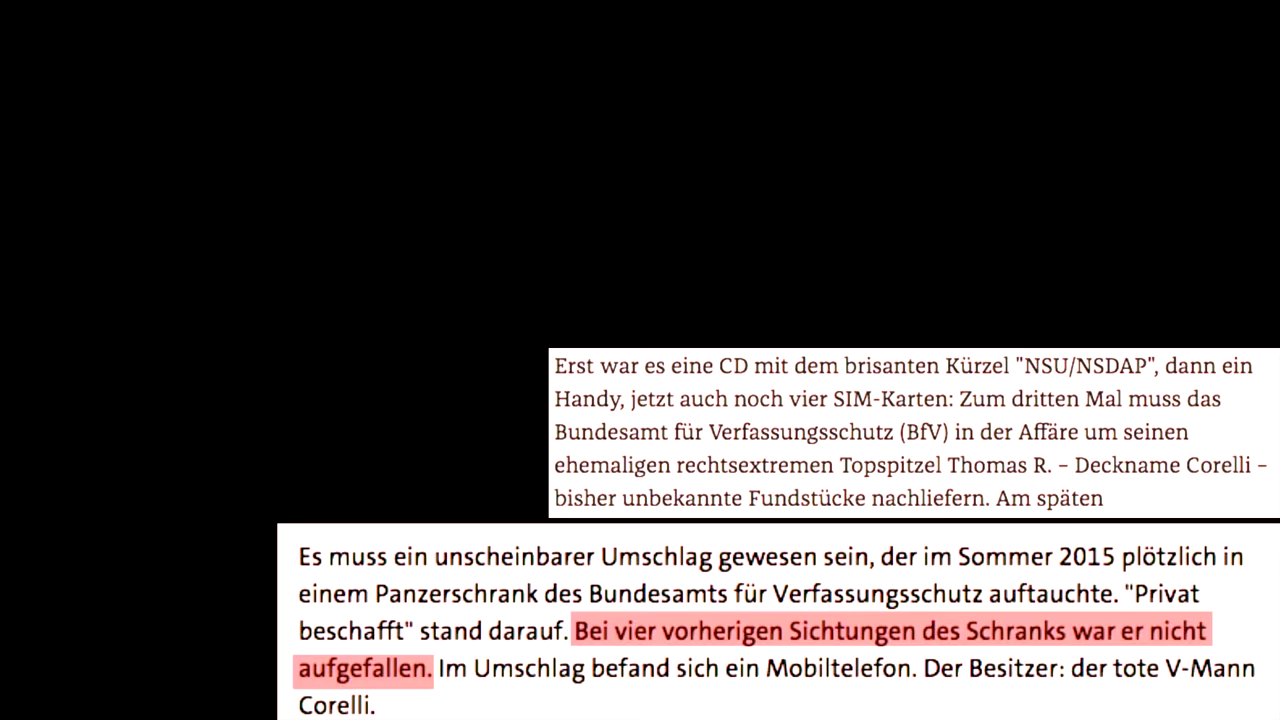 Erst war es eine CD mit dem brisanten Kürzel "NSU/NSDAP", dann ein
Handy, jetzt auch noch vier SIM-Karten: Zum dritten Mal muss das
Bundesamt für Verfassungsschutz (BfV) in der Affäre um seinen
ehemaligen rechtsextremen Topspitzel Thomas R. – Deckname Corelli –
bisher unbekannte Fundstücke nachliefern. Am späten
Es muss ein unscheinbarer Umschlag gewesen sein, der im Sommer 2015 plötzlich in
einem Panzerschrank des Bundesamts für Verfassungsschutz auftauchte. "Privat
beschafft" stand darauf. Bei vier vorherigen Sichtungen des Schranks war er nicht
aufgefallen. Im Umschlag befand sich ein Mobiltelefon. Der Besitzer: der tote V-Mann
Corelli.